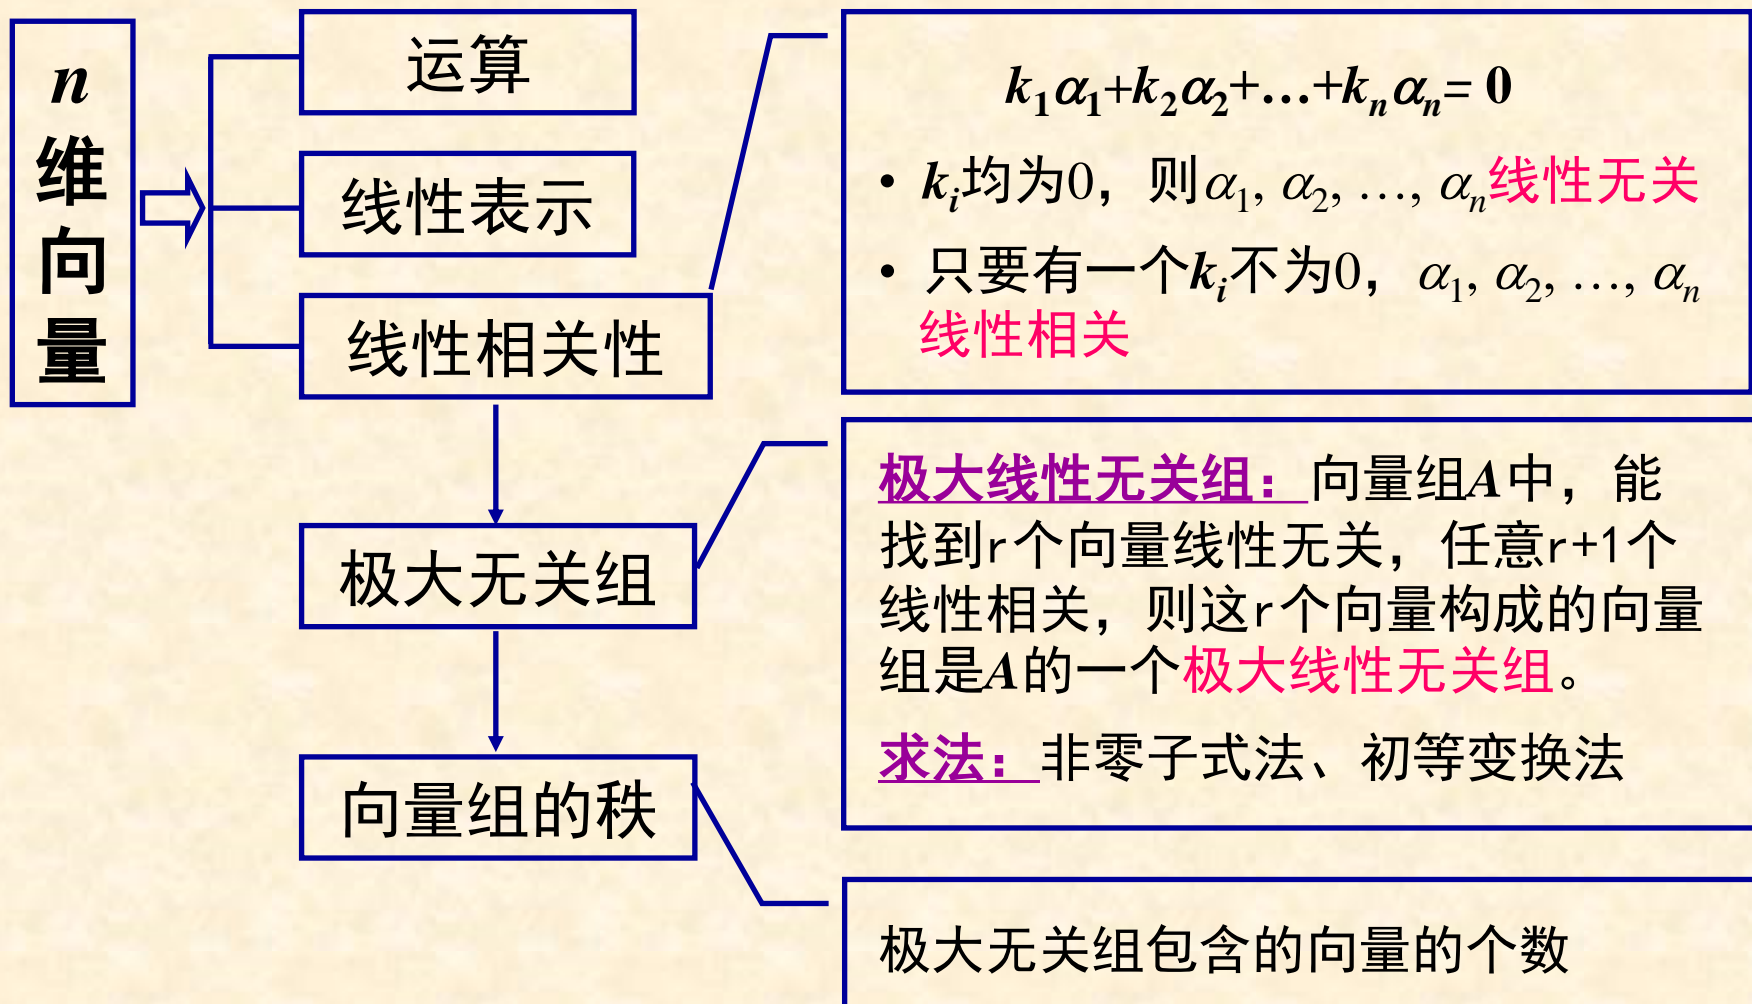 n维向量
运算
线性表示
线性相关性
极大无关组
向量组的秩
k₁α₁+k₂α₂+…+kₙαₙ= 0
• kᵢ均为0，则α₁, α₂, …, αₙ线性无关
• 只要有一个kᵢ不为0，α₁, α₂, …, αₙ
线性相关
极大线性无关组：向量组A中，能
找到r个向量线性无关，任意r+1个
线性相关，则这r个向量构成的向量
组是A的一个极大线性无关组。
求法：非零子式法、初等变换法
极大无关组包含的向量的个数